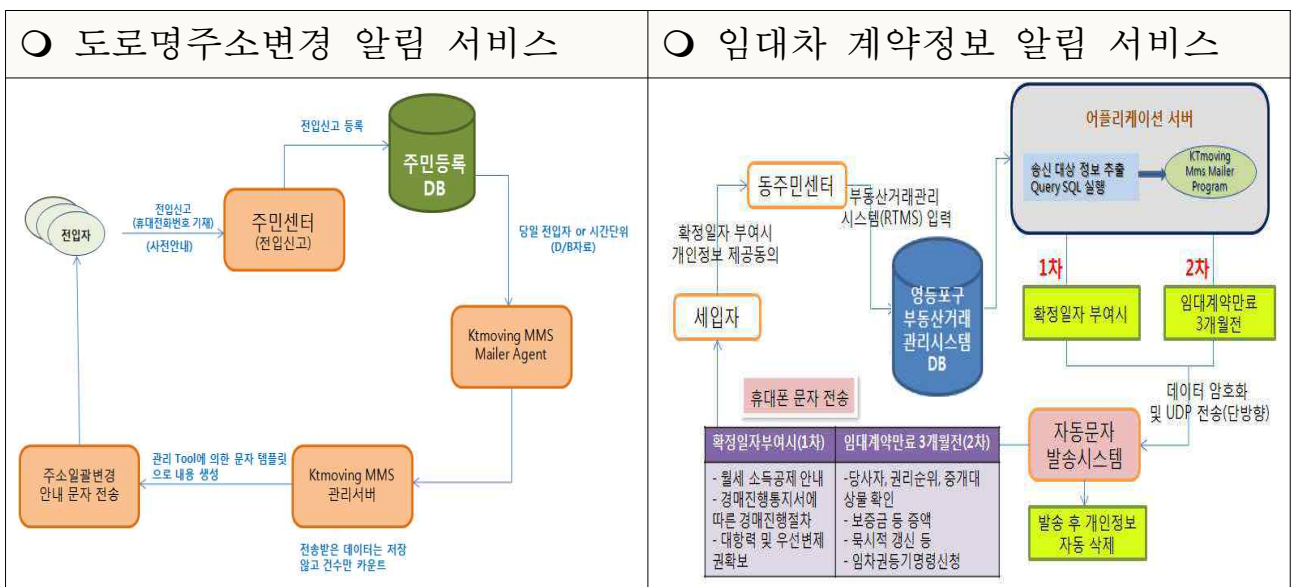 ❍ 도로명주소변경 알림 서비스
전입신고 등록
주민등록
DB
전입자
전입신고
(휴대전화번호 기재)
(사전안내)
주민센터
(전입신고)
당일 전입자 or 시간단위
(D/B자료)
Ktmoving MMS
Mailer Agent
Ktmoving MMS
관리서버
관리 Tool에 의한 문자 템플릿
으로 내용 생성
주소일괄변경
안내 문자 전송
전송받은 데이터는 저장
않고 건수만 카운트
❍ 임대차 계약정보 알림 서비스
어플리케이션 서버
송신 대상 정보 추출
Query SQL 실행
KTmoving
Mms Mailer
Program
동주민센터
부동산거래관리
시스템(RTMS) 입력
확정일자 부여시
개인정보 제공동의
세입자
영등포구
부동산거래
관리시스템
DB
1차
2차
확정일자 부여시
임대계약만료
3개월전
데이터 암호화
및 UDP 전송(단방향)
휴대폰 문자 전송
자동문자
발송시스템
발송 후 개인정보
자동 삭제
확정일자부여시(1차)
- 월세 소득공제 안내
- 경매진행통지서에
따른 경매진행절차
- 대항력 및 우선변제
권확보
임대계약만료 3개월전(2차)
-당사자, 권리순위, 중개대
상물 확인
- 보증금 등 증액
- 묵시적 갱신 등
- 임차권등기명령신청